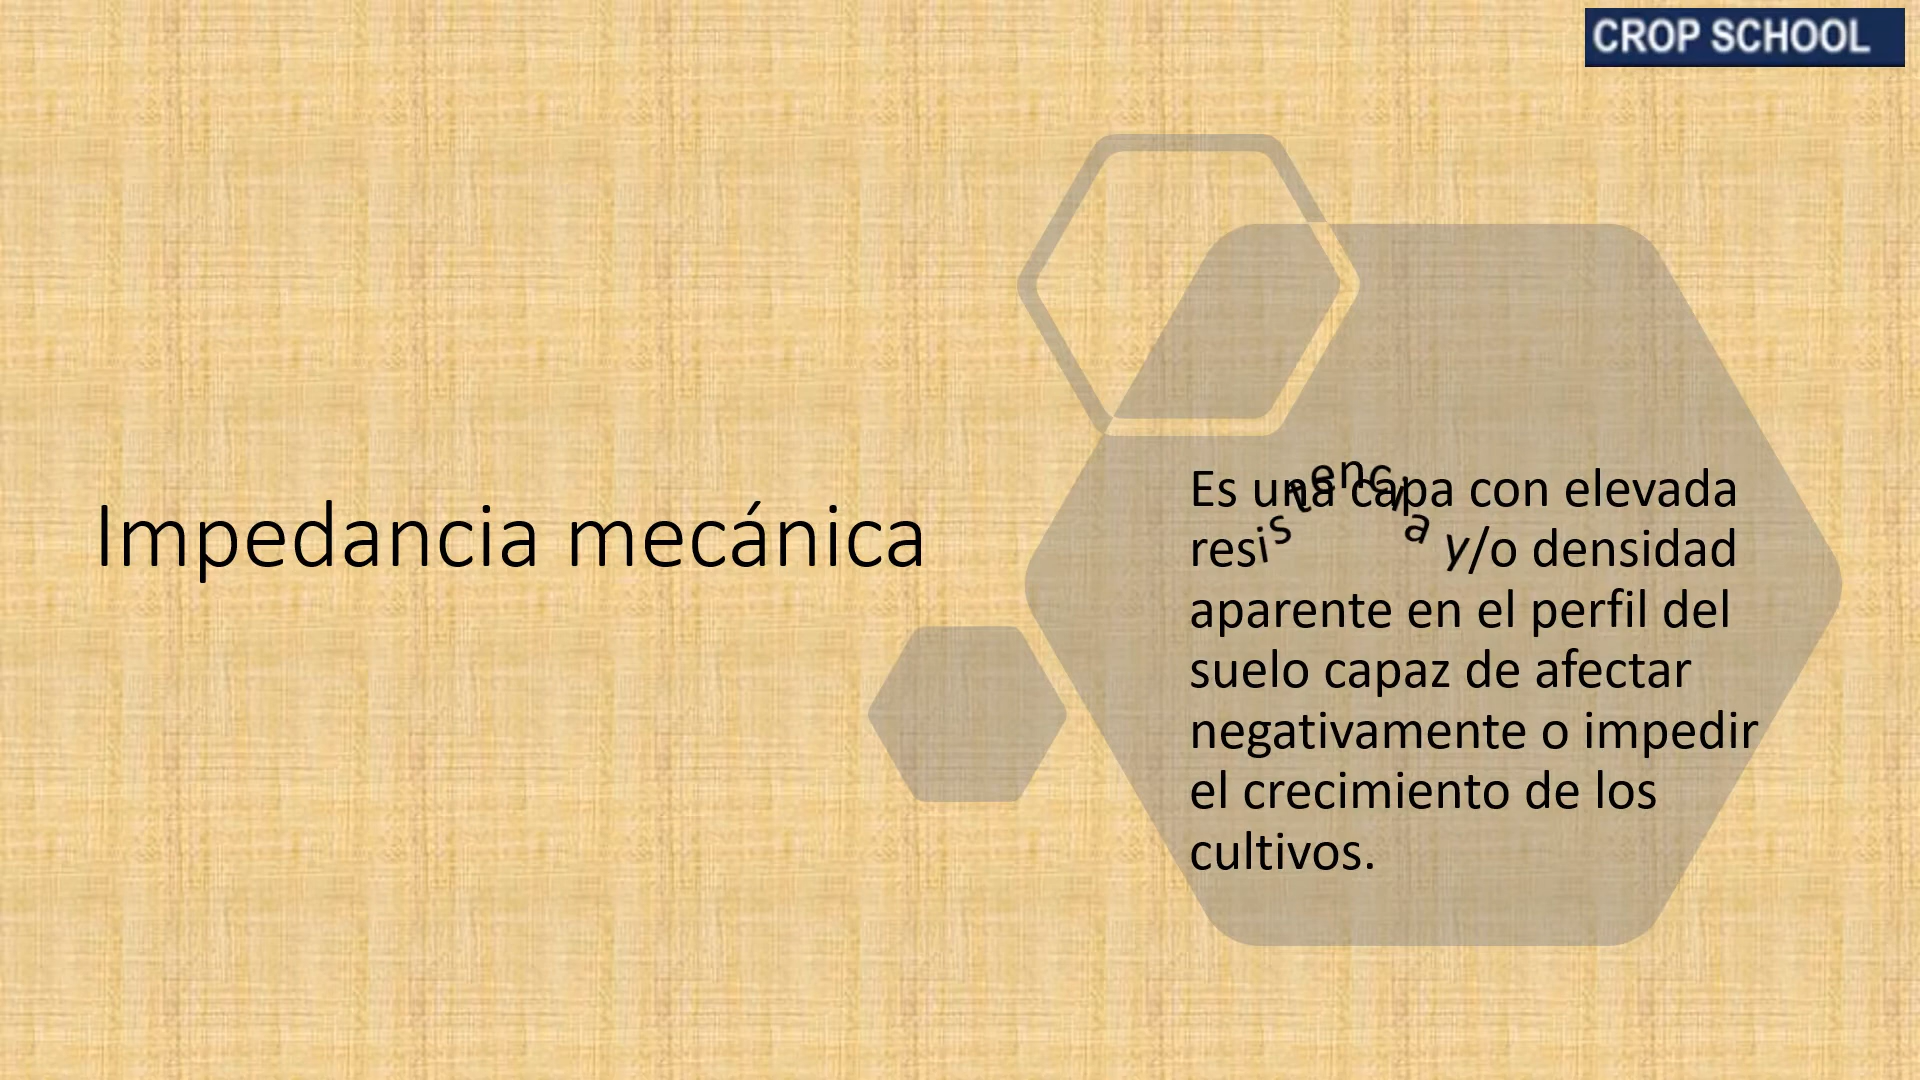 CROP SCHOOL
Impedancia mecánica
Es una capa con elevada
resistencia y/o densidad
aparente en el perfil del
suelo capaz de afectar
negativamente o impedir
el crecimiento de los
cultivos.